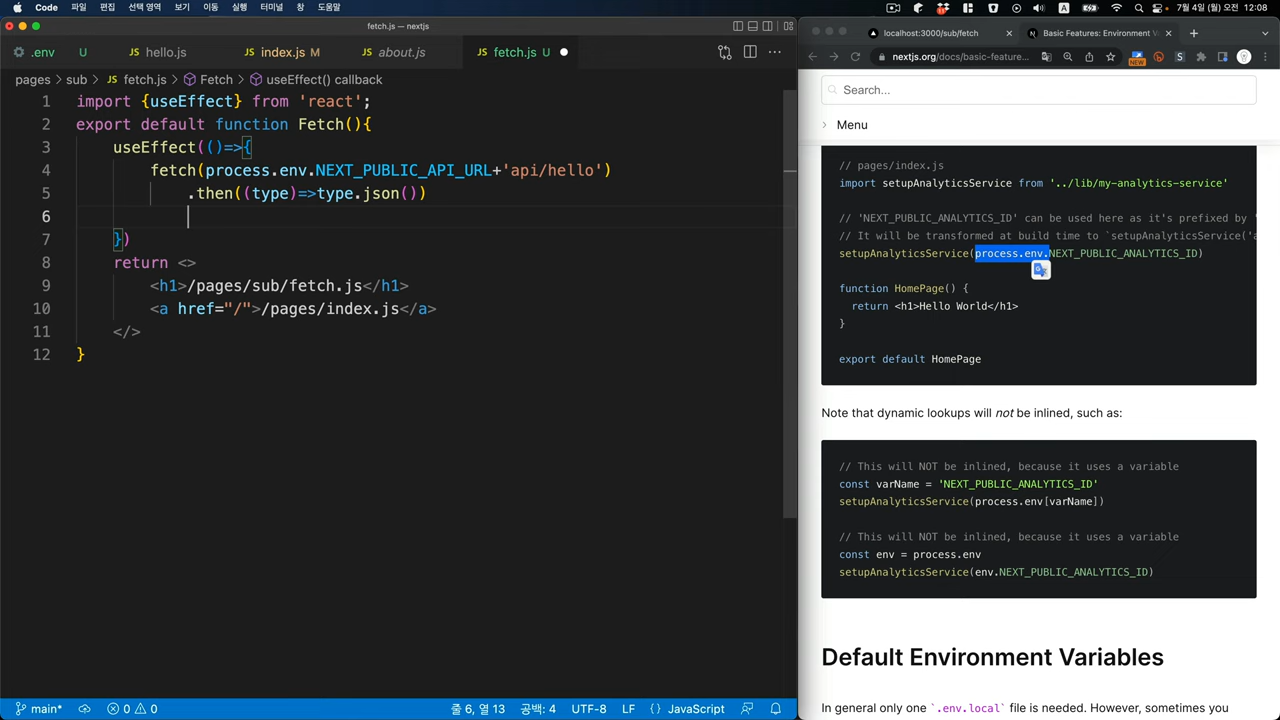 Code 파일 편집 선택 영역 보기 이동 실행 터미널 창 도움말 7월 4일 (월) 오전 12:08
fetch.js — nextjs
.env U hello.js index.js M about.js fetch.js U
pages > sub > fetch.js > Fetch > useEffect() callback
1 import {useEffect} from 'react';
2 export default function Fetch(){
3 useEffect(()=>{
4 fetch(process.env.NEXT_PUBLIC_API_URL+'api/hello')
5 .then((type)=>type.json())
6
7 })
8 return <>
9 <h1>/pages/sub/fetch.js</h1>
10 <a href="/">/pages/index.js</a>
11 </>
12 }
main* 0 0 줄 6, 열 13 공백: 4 UTF-8 LF {} JavaScript
localhost:3000/sub/fetch Basic Features: Environment V
nextjs.org/docs/basic-feature... NEW
Search...
Menu
// pages/index.js
import setupAnalyticsService from '../lib/my-analytics-service'
// 'NEXT_PUBLIC_ANALYTICS_ID' can be used here as it's prefixed by '
// It will be transformed at build time to `setupAnalyticsService('a
setupAnalyticsService(process.env.NEXT_PUBLIC_ANALYTICS_ID)
function HomePage() {
return <h1>Hello World</h1>
}
export default HomePage
Note that dynamic lookups will not be inlined, such as:
// This will NOT be inlined, because it uses a variable
const varName = 'NEXT_PUBLIC_ANALYTICS_ID'
setupAnalyticsService(process.env[varName])
// This will NOT be inlined, because it uses a variable
const env = process.env
setupAnalyticsService(env.NEXT_PUBLIC_ANALYTICS_ID)
Default Environment Variables
In general only one `.env.local` file is needed. However, sometimes you